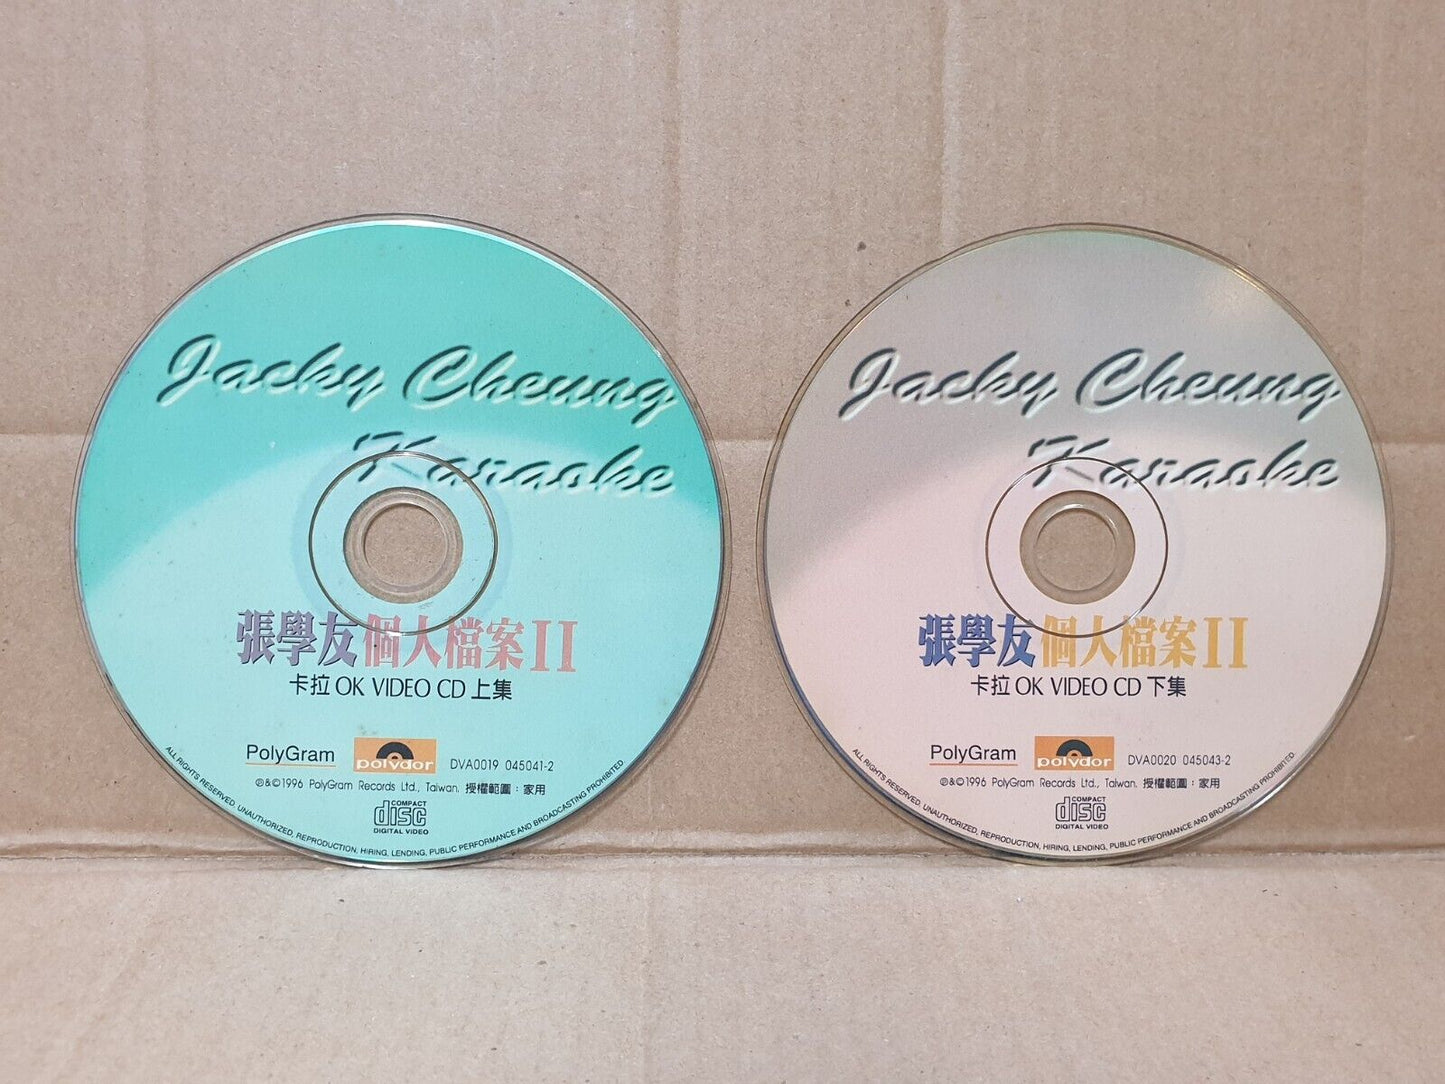 Jacky Cheung
Karaoke
張學友個人檔案II
卡拉OK VIDEO CD 上集
PolyGram
polydor
DVA0019 045041-2
℗&©1996 PolyGram Records Ltd., Taiwan. 授權範圍：家用
COMPACT
disc
DIGITAL VIDEO
ALL RIGHTS RESERVED. UNAUTHORIZED, REPRODUCTION, HIRING, LENDING, PUBLIC PERFORMANCE AND BROADCASTING PROHIBITED.
Jacky Cheung
Karaoke
張學友個人檔案II
卡拉OK VIDEO CD 下集
PolyGram
polydor
DVA0020 045043-2
℗&©1996 PolyGram Records Ltd., Taiwan. 授權範圍：家用
COMPACT
disc
DIGITAL VIDEO
ALL RIGHTS RESERVED. UNAUTHORIZED, REPRODUCTION, HIRING, LENDING, PUBLIC PERFORMANCE AND BROADCASTING PROHIBITED.